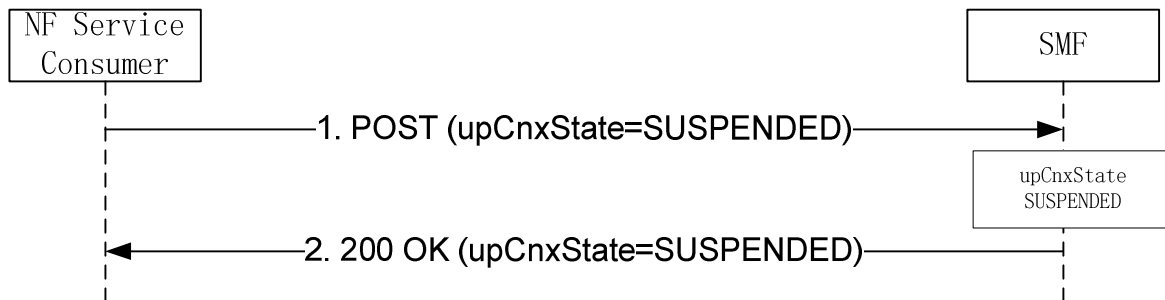 NF Service
Consumer
SMF
1. POST (upCnxState=SUSPENDED)
upCnxState
SUSPENDED
2. 200 OK (upCnxState=SUSPENDED)